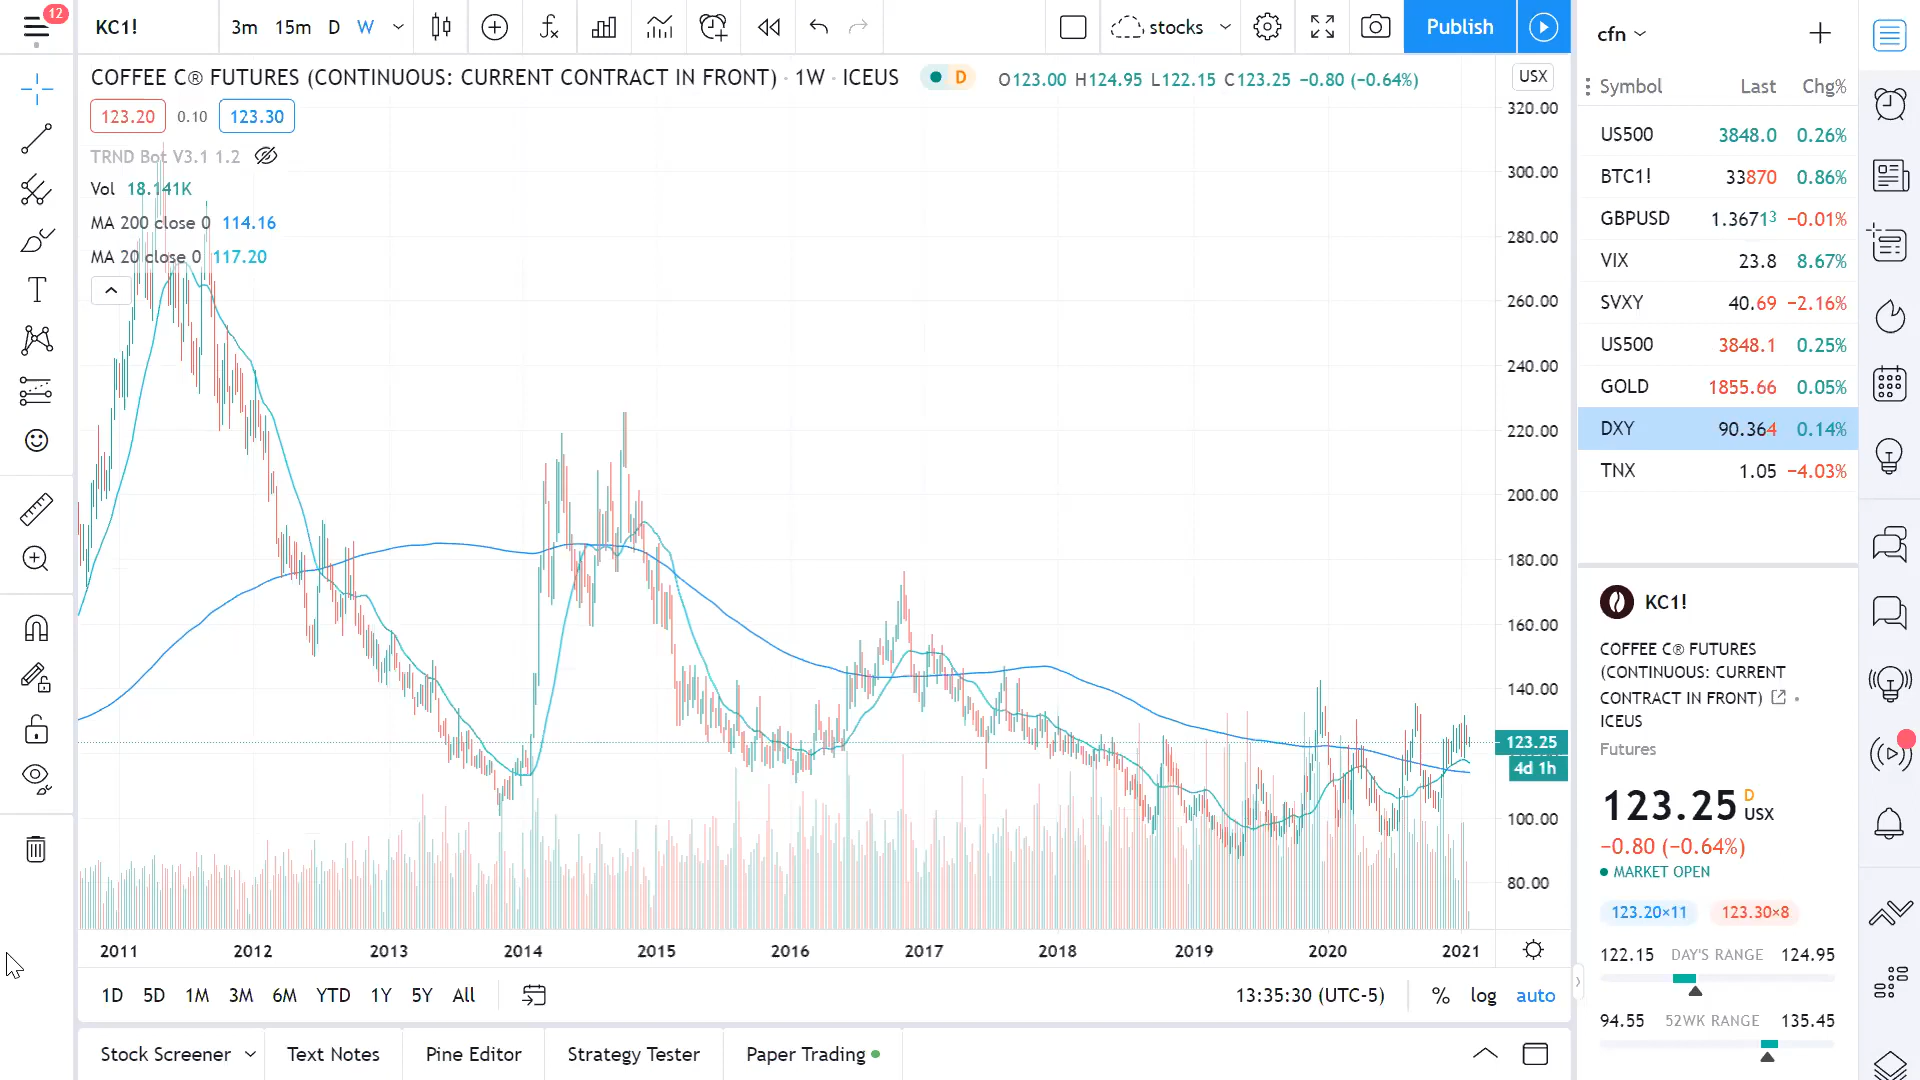 12
KC1!
3m 15m D W
stocks
Publish
COFFEE C® FUTURES (CONTINUOUS: CURRENT CONTRACT IN FRONT) · 1W · ICEUS
D
O123.00 H124.95 L122.15 C123.25 −0.80 (−0.64%)
123.20 0.10 123.30
TRND Bot V3.1 1.2
Vol 18.141K
MA 200 close 0 114.16
MA 20 close 0 117.20
USX
320.00
300.00
280.00
260.00
240.00
220.00
200.00
180.00
160.00
140.00
123.25
4d 1h
100.00
80.00
2011 2012 2013 2014 2015 2016 2017 2018 2019 2020 2021
1D 5D 1M 3M 6M YTD 1Y 5Y All
13:35:30 (UTC-5) % log auto
Stock Screener Text Notes Pine Editor Strategy Tester Paper Trading
cfn
Symbol Last Chg%
US500 3848.0 0.26%
BTC1! 33870 0.86%
GBPUSD 1.36713 −0.01%
VIX 23.8 8.67%
SVXY 40.69 −2.16%
US500 3848.1 0.25%
GOLD 1855.66 0.05%
DXY 90.364 0.14%
TNX 1.05 −4.03%
KC1!
COFFEE C® FUTURES
(CONTINUOUS: CURRENT
CONTRACT IN FRONT) •
ICEUS
Futures
123.25 D USX
−0.80 (−0.64%)
MARKET OPEN
123.20×11 123.30×8
122.15 DAY'S RANGE 124.95
94.55 52WK RANGE 135.45